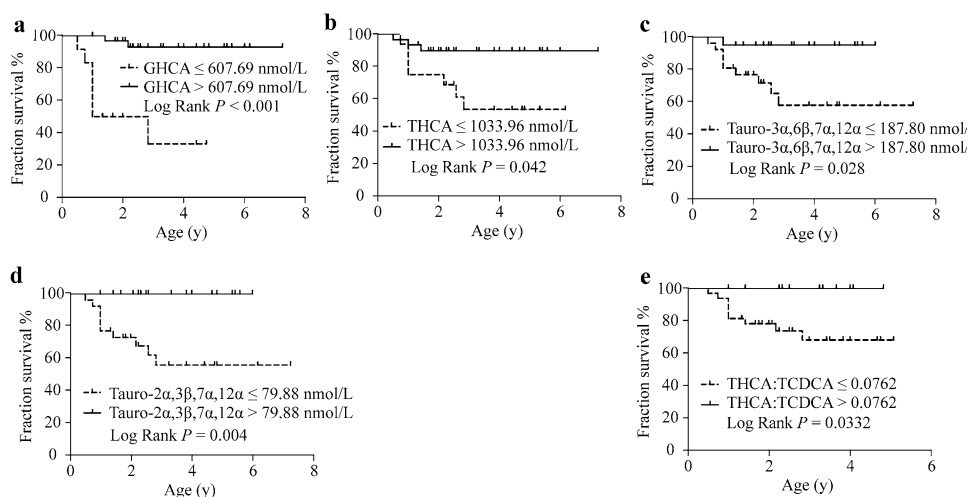 a
Fraction survival %
100
80
60
40
20
0
GHCA ≤ 607.69 nmol/L
GHCA > 607.69 nmol/L
Log Rank P < 0.001
0 2 4 6 8
Age (y)
b
Fraction survival %
100
80
60
40
20
0
THCA ≤ 1033.96 nmol/L
THCA > 1033.96 nmol/L
Log Rank P = 0.042
0 2 4 6 8
Age (y)
c
Fraction survival %
100
80
60
40
20
0
Tauro-3α,6β,7α,12α ≤ 187.80 nmol/
Tauro-3α,6β,7α,12α > 187.80 nmol/
Log Rank P = 0.028
0 2 4 6 8
Age (y)
d
Fraction survival %
100
80
60
40
20
0
Tauro-2α,3β,7α,12α ≤ 79.88 nmol/L
Tauro-2α,3β,7α,12α > 79.88 nmol/L
Log Rank P = 0.004
0 2 4 6 8
Age (y)
e
Fraction survival %
100
80
60
40
20
0
THCA:TCDCA ≤ 0.0762
THCA:TCDCA > 0.0762
Log Rank P = 0.0332
0 2 4 6
Age (y)